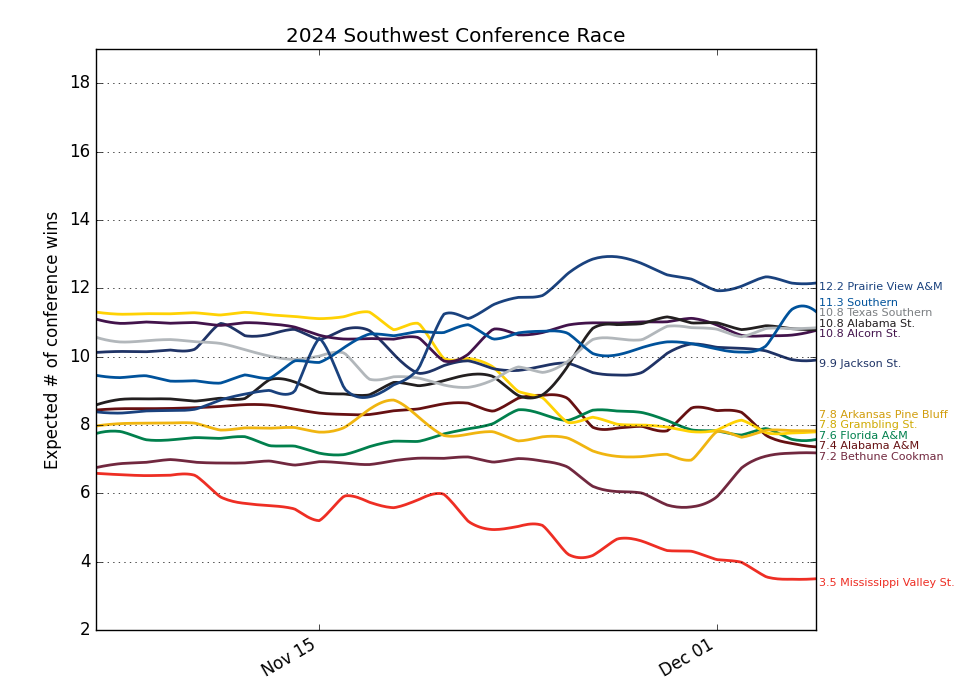 2024 Southwest Conference Race
Expected # of conference wins
18
16
14
12
10
8
6
4
2
Nov 15
Dec 01
12.2 Prairie View A&M
11.3 Southern
10.8 Texas Southern
10.8 Alabama St.
10.8 Alcorn St.
9.9 Jackson St.
7.8 Arkansas Pine Bluff
7.8 Grambling St.
7.6 Florida A&M
7.4 Alabama A&M
7.2 Bethune Cookman
3.5 Mississippi Valley St.